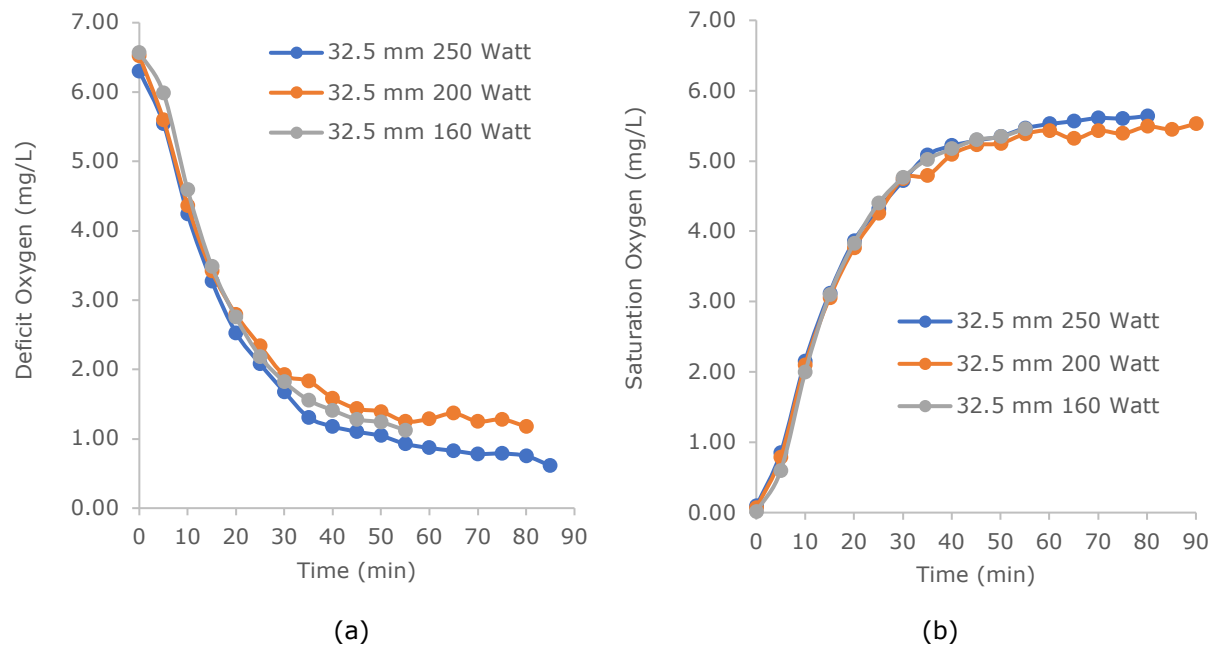 7.00
6.00
5.00
4.00
3.00
2.00
1.00
0.00
Deficit Oxygen (mg/L)
32.5 mm 250 Watt
32.5 mm 200 Watt
32.5 mm 160 Watt
0 10 20 30 40 50 60 70 80 90
Time (min)
(a)
7.00
6.00
5.00
4.00
3.00
2.00
1.00
0.00
Saturation Oxygen (mg/L)
32.5 mm 250 Watt
32.5 mm 200 Watt
32.5 mm 160 Watt
0 10 20 30 40 50 60 70 80 90
Time (min)
(b)